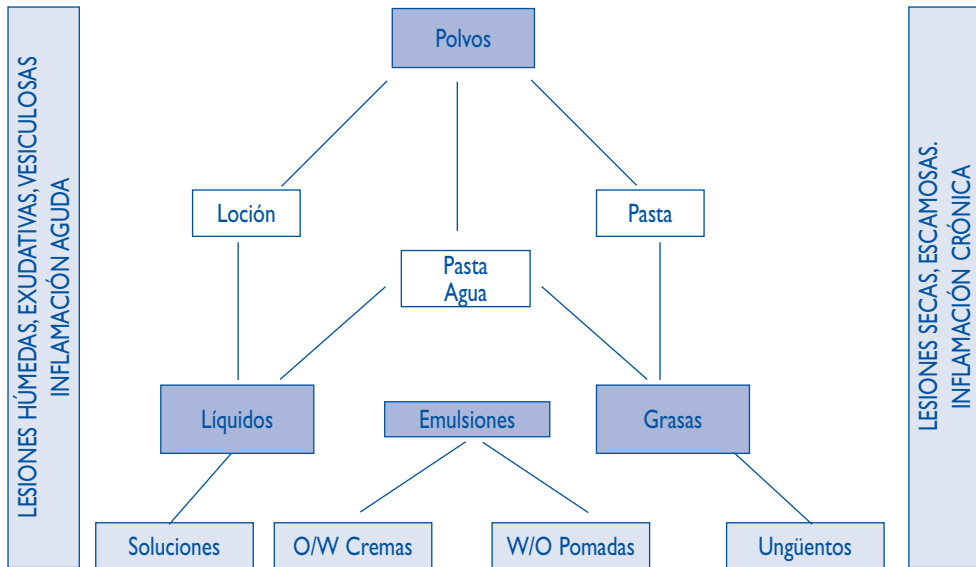 LESIONES HÚMEDAS, EXUDATIVAS, VESICULOSAS
INFLAMACIÓN AGUDA
Polvos
Loción
Pasta
Pasta
Agua
Líquidos
Emulsiones
Grasas
Soluciones
O/W Cremas
W/O Pomadas
Ungüentos
LESIONES SECAS, ESCAMOSAS.
INFLAMACIÓN CRÓNICA